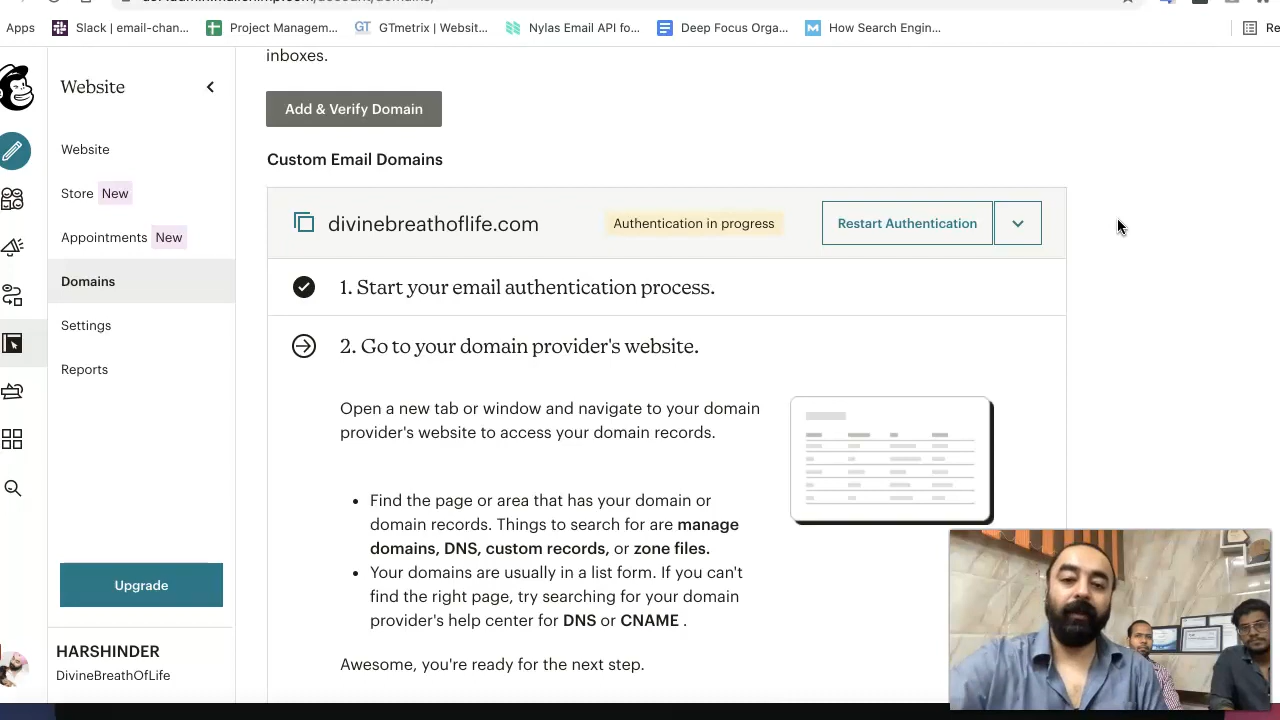 Apps
Slack | email-chan...
Project Managem...
GT
GTmetrix | Websit...
Nylas Email API fo...
Deep Focus Orga...
How Search Engin...
Re
inboxes.
Website
Add & Verify Domain
Website
Custom Email Domains
Store New
divinebreathoflife.com
Authentication in progress
Restart Authentication
Appointments New
Domains
1. Start your email authentication process.
Settings
2. Go to your domain provider's website.
Reports
Open a new tab or window and navigate to your domain
provider's website to access your domain records.
• Find the page or area that has your domain or
domain records. Things to search for are manage
domains, DNS, custom records, or zone files.
• Your domains are usually in a list form. If you can't
find the right page, try searching for your domain
provider's help center for DNS or CNAME .
Upgrade
HARSHINDER
DivineBreathOfLife
Awesome, you're ready for the next step.